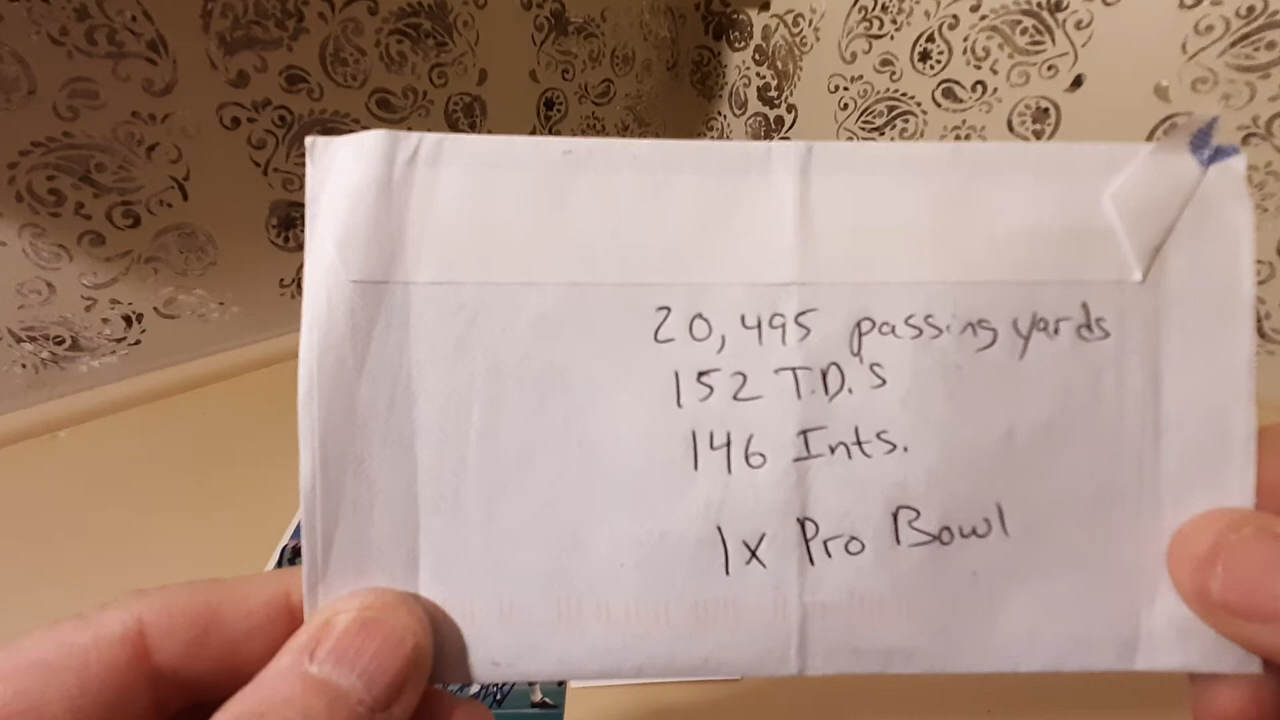 20,495 passing yards
152 T.D.'s
146 Ints.
1x Pro Bowl